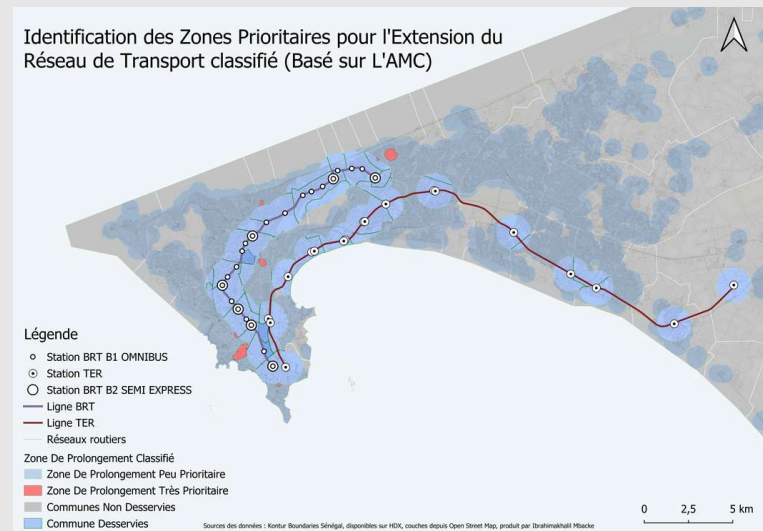 Identification des Zones Prioritaires pour l'Extension du
Réseau de Transport classifié (Basé sur L'AMC)
Légende
Station BRT B1 OMNIBUS
Station TER
Station BRT B2 SEMI EXPRESS
Ligne BRT
Ligne TER
Réseaux routiers
Zone De Prolongement Classifié
Zone De Prolongement Peu Prioritaire
Zone De Prolongement Très Prioritaire
Communes Non Desservies
Commune Desservies
Sources des données : Kontur Boundaries Sénégal, disponibles sur HDX, couches depuis Open Street Map, produit par Ibrahimakhalil Mbacke
0 2,5 5 km